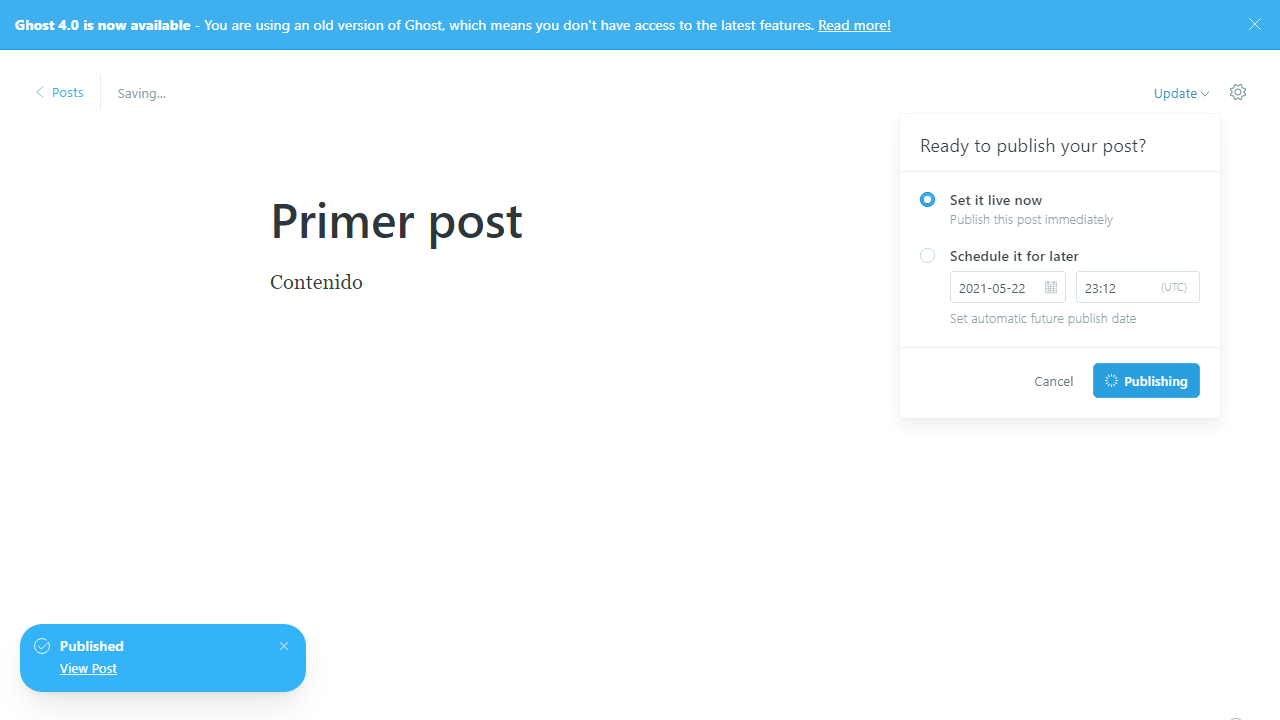 Ghost 4.0 is now available - You are using an old version of Ghost, which means you don't have access to the latest features. Read more!
Posts
Saving...
Update
Ready to publish your post?
Primer post
Contenido
Set it live now
Publish this post immediately
Schedule it for later
2021-05-22
23:12
(UTC)
Set automatic future publish date
Cancel
Publishing
Published
View Post